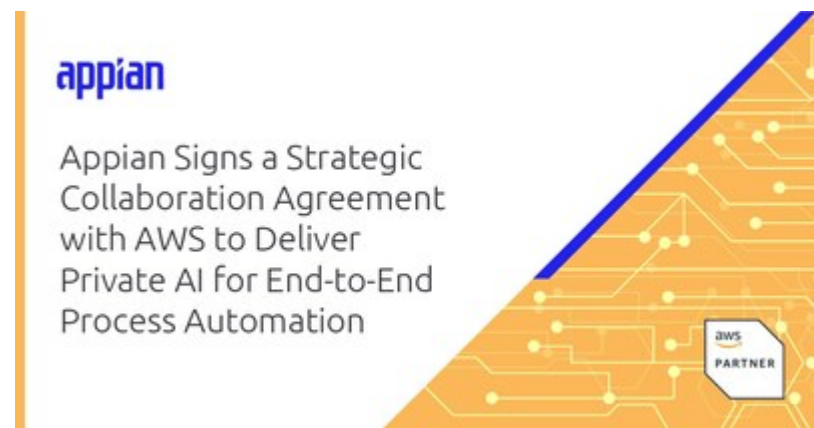 appian
Appian Signs a Strategic
Collaboration Agreement
with AWS to Deliver
Private AI for End-to-End
Process Automation
aws
PARTNER